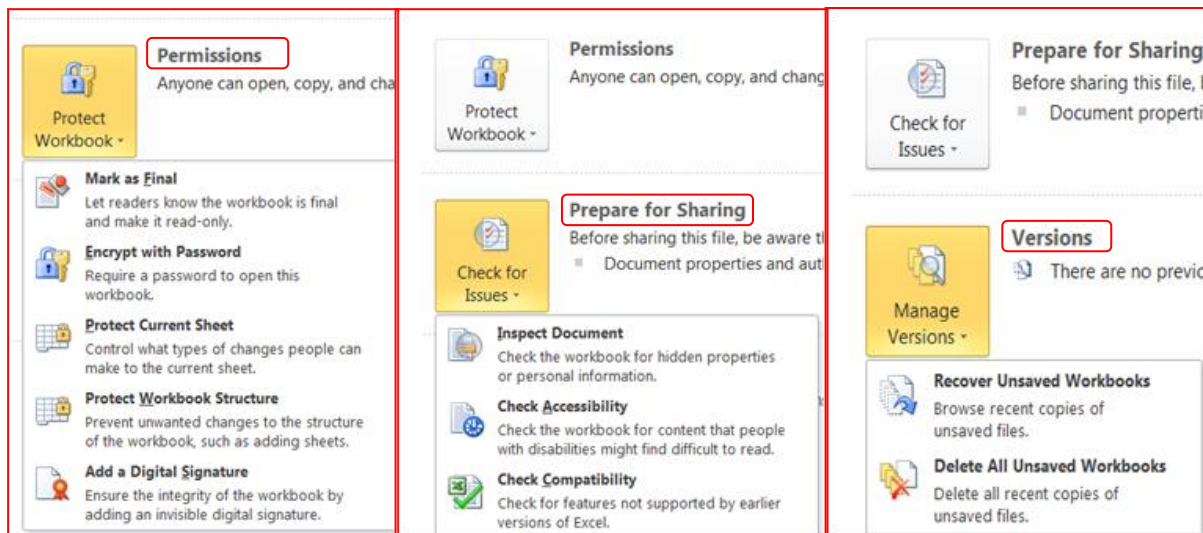 Permissions
Anyone can open, copy, and cha
Protect
Workbook
Mark as Final
Let readers know the workbook is final
and make it read-only.
Encrypt with Password
Require a password to open this
workbook.
Protect Current Sheet
Control what types of changes people can
make to the current sheet.
Protect Workbook Structure
Prevent unwanted changes to the structure
of the workbook, such as adding sheets.
Add a Digital Signature
Ensure the integrity of the workbook by
adding an invisible digital signature.
Permissions
Anyone can open, copy, and chang
Protect
Workbook
Prepare for Sharing
Before sharing this file, be aware th
Document properties and aut
Check for
Issues
Inspect Document
Check the workbook for hidden properties
or personal information.
Check Accessibility
Check the workbook for content that people
with disabilities might find difficult to read.
Check Compatibility
Check for features not supported by earlier
versions of Excel.
Prepare for Sharing
Before sharing this file, b
Document properti
Check for
Issues
Versions
There are no previo
Manage
Versions
Recover Unsaved Workbooks
Browse recent copies of
unsaved files.
Delete All Unsaved Workbooks
Delete all recent copies of
unsaved files.